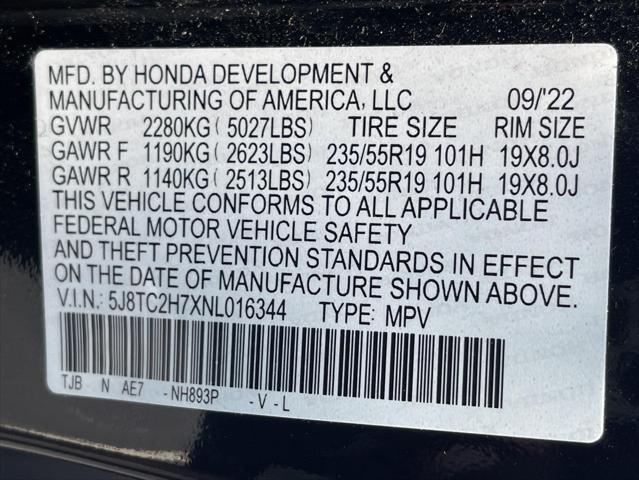 MFD. BY HONDA DEVELOPMENT &
MANUFACTURING OF AMERICA, LLC 09/'22
GVWR 2280KG ( 5027LBS) TIRE SIZE RIM SIZE
GAWR F 1190KG ( 2623LBS) 235/55R19 101H 19X8.0J
GAWR R 1140KG ( 2513LBS) 235/55R19 101H 19X8.0J
THIS VEHICLE CONFORMS TO ALL APPLICABLE
FEDERAL MOTOR VEHICLE SAFETY
AND THEFT PREVENTION STANDARDS IN EFFECT
ON THE DATE OF MANUFACTURE SHOWN ABOVE.
V.I.N.: 5J8TC2H7XNL016344 TYPE: MPV
TJB - N AE7 -NH893P -V-L